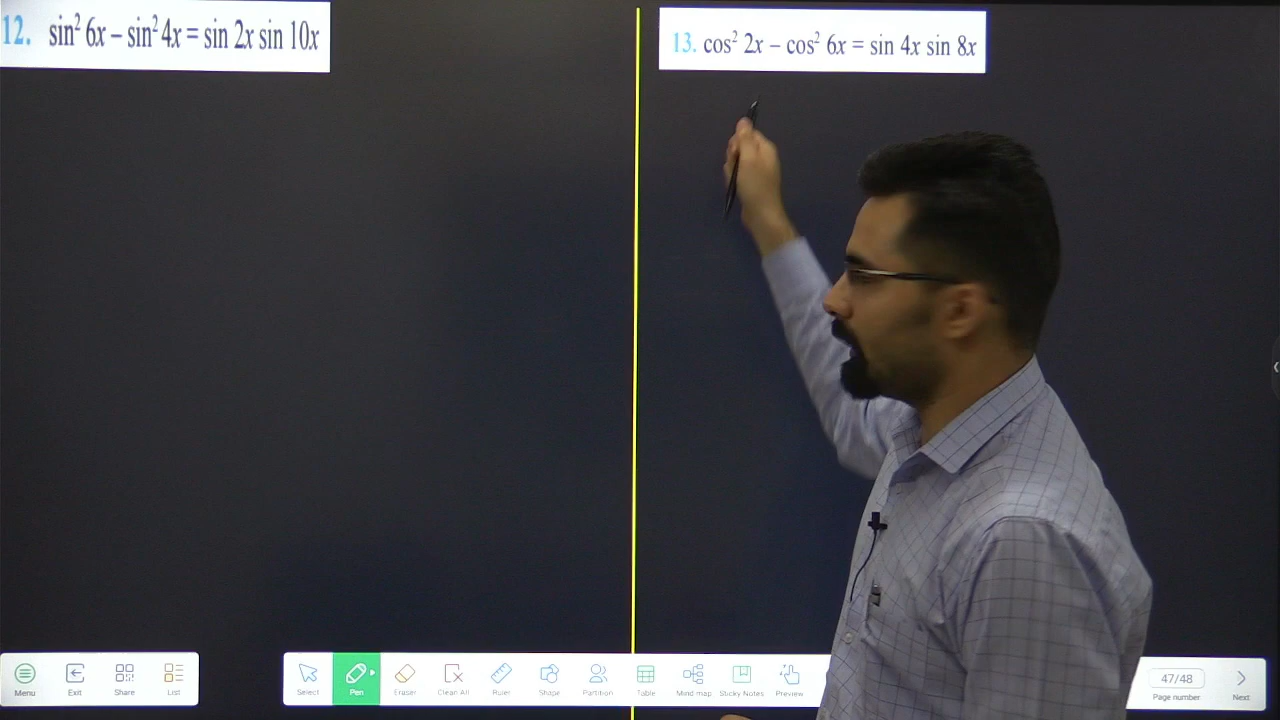 12. sin² 6x – sin² 4x = sin 2x sin 10x
13. cos² 2x – cos² 6x = sin 4x sin 8x
Menu
Exit
Share
List
Select
Pen
Eraser
Clean All
Ruler
Shape
Partition
Table
Mind map
Sticky Notes
Preview
47/48
Page number
Next